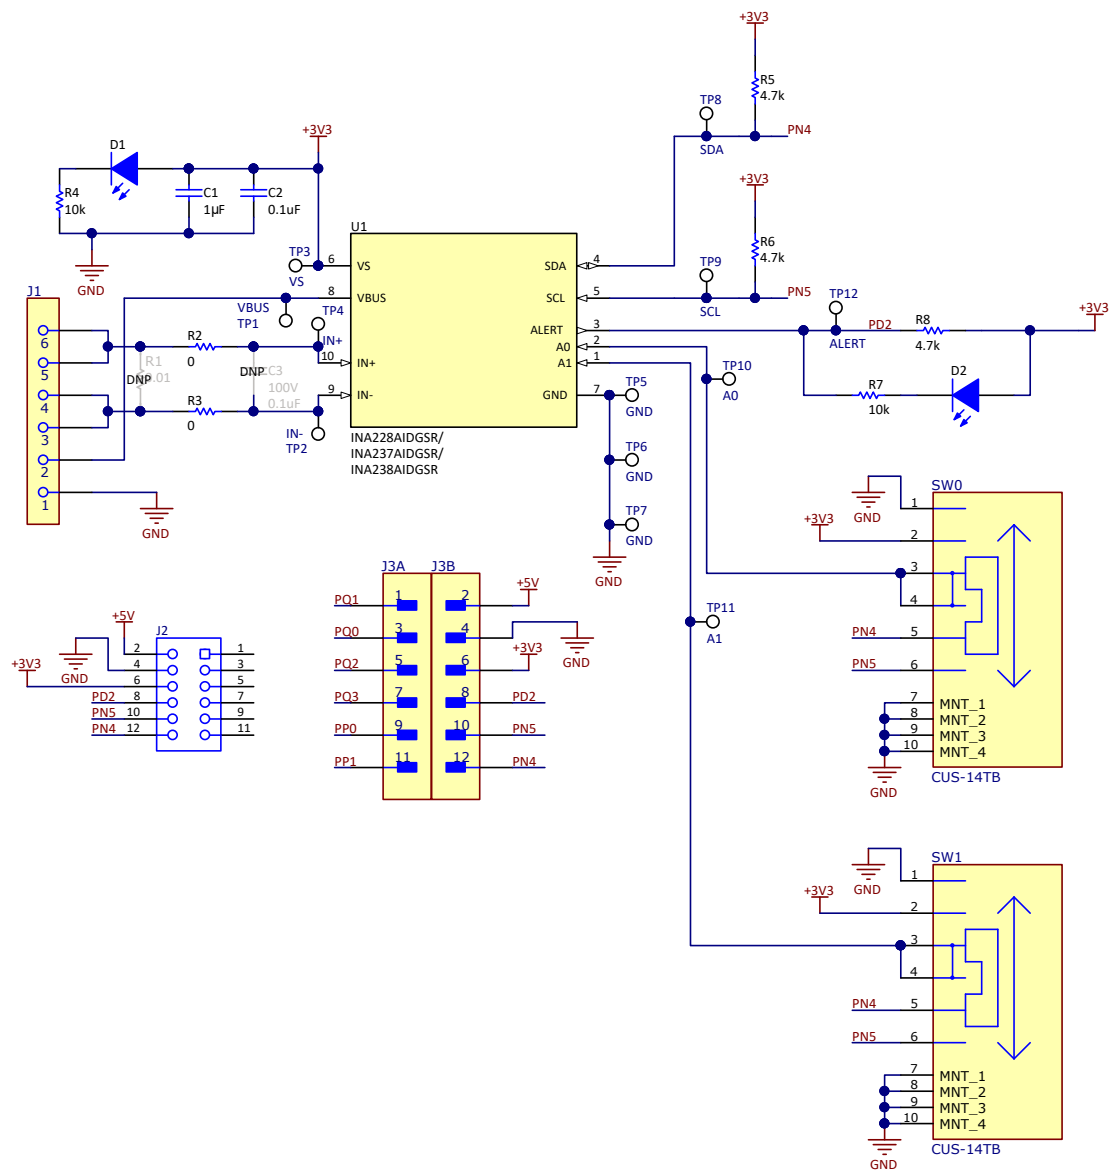 +3V3
R5
4.7k
TP8
SDA
PN4
+3V3
R6
4.7k
TP9
SCL
PN5
D1
+3V3
R4
10k
C1
1µF
C2
0.1uF
GND
TP3
VS
U1
6
VS
8
VBUS
10
IN+
9
IN-
SDA
4
SCL
5
ALERT
3
A0
2
A1
1
GND
7
INA228AIDGSR/
INA237AIDGSR/
INA238AIDGSR
VBUS
TP1
TP4
IN+
IN-
TP2
J1
6
5
4
3
2
1
GND
R2
0
R3
0
R1
0.01
DNP
C3
100V
0.1uF
DNP
TP12
ALERT
PD2
R8
4.7k
+3V3
R7
10k
D2
TP10
A0
TP5
GND
TP6
GND
TP7
GND
GND
TP11
A1
SW0
GND
+3V3
1
2
3
4
PN4
5
PN5
6
7
MNT_1
8
MNT_2
9
MNT_3
10
MNT_4
GND
CUS-14TB
J2
+5V
GND
+3V3
2
4
6
PD2
8
PN5
10
PN4
12
1
3
5
7
9
11
J3A
J3B
PQ1
1
PQ0
3
PQ2
5
PQ3
7
PP0
9
PP1
11
2
+5V
4
GND
6
+3V3
8
PD2
10
PN5
12
PN4
SW1
GND
+3V3
1
2
3
4
PN4
5
PN5
6
7
MNT_1
8
MNT_2
9
MNT_3
10
MNT_4
GND
CUS-14TB